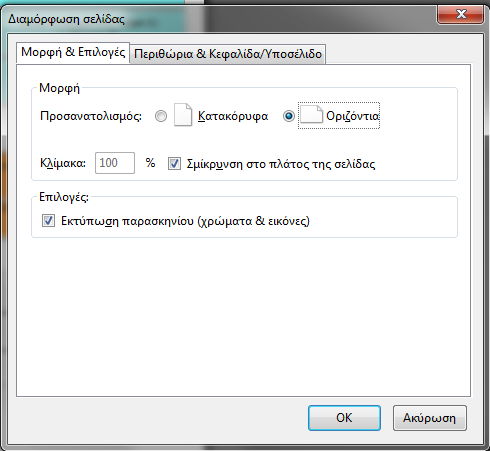 Διαμόρφωση σελίδας
Μορφή & Επιλογές Περιθώρια & Κεφαλίδα/Υποσέλιδο
Μορφή
Προσανατολισμός: Κατακόρυφα Οριζόντια
Κλίμακα: 100 % Σμίκρυνση στο πλάτος της σελίδας
Επιλογές:
Εκτύπωση παρασκηνίου (χρώματα & εικόνες)
OK Ακύρωση